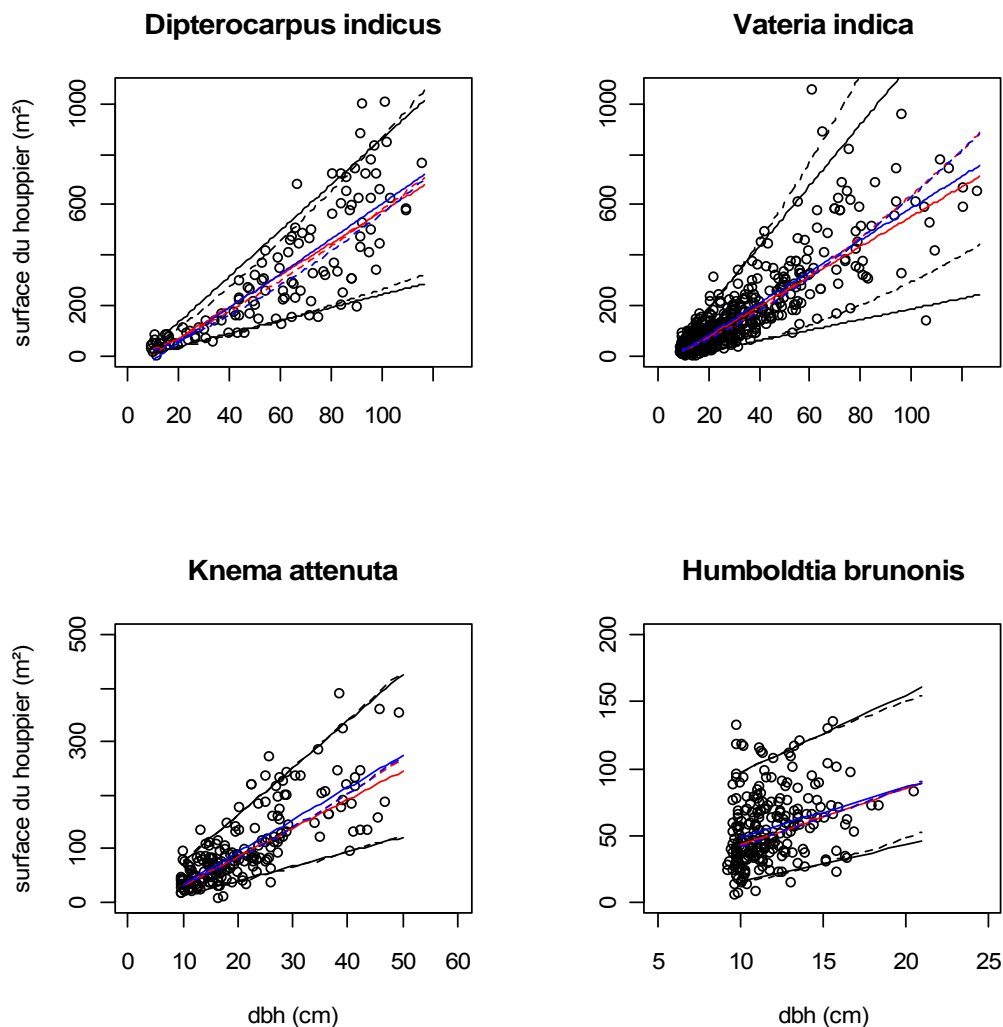 Dipterocarpus indicus
Vateria indica
surface du houppier (m²)
0 200 600 1000
0 200 600 1000
0 20 40 60 80 100
0 20 40 60 80 100
Knema attenuta
Humboldtia brunonis
surface du houppier (m²)
0 100 300 500
0 50 100 150 200
0 10 20 30 40 50 60
5 10 15 20 25
dbh (cm)
dbh (cm)